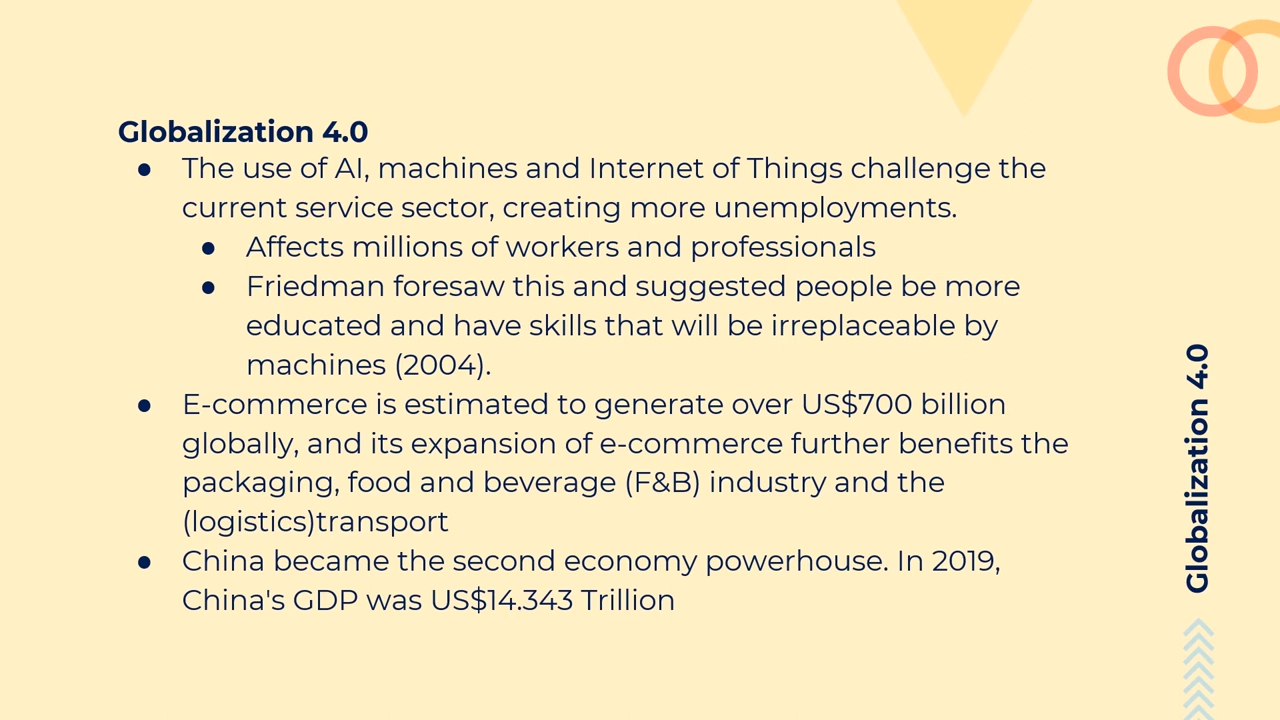 Globalization 4.0
● The use of AI, machines and Internet of Things challenge the
current service sector, creating more unemployments.
● Affects millions of workers and professionals
● Friedman foresaw this and suggested people be more
educated and have skills that will be irreplaceable by
machines (2004).
● E-commerce is estimated to generate over US$700 billion
globally, and its expansion of e-commerce further benefits the
packaging, food and beverage (F&B) industry and the
(logistics)transport
● China became the second economy powerhouse. In 2019,
China's GDP was US$14.343 Trillion
Globalization 4.0